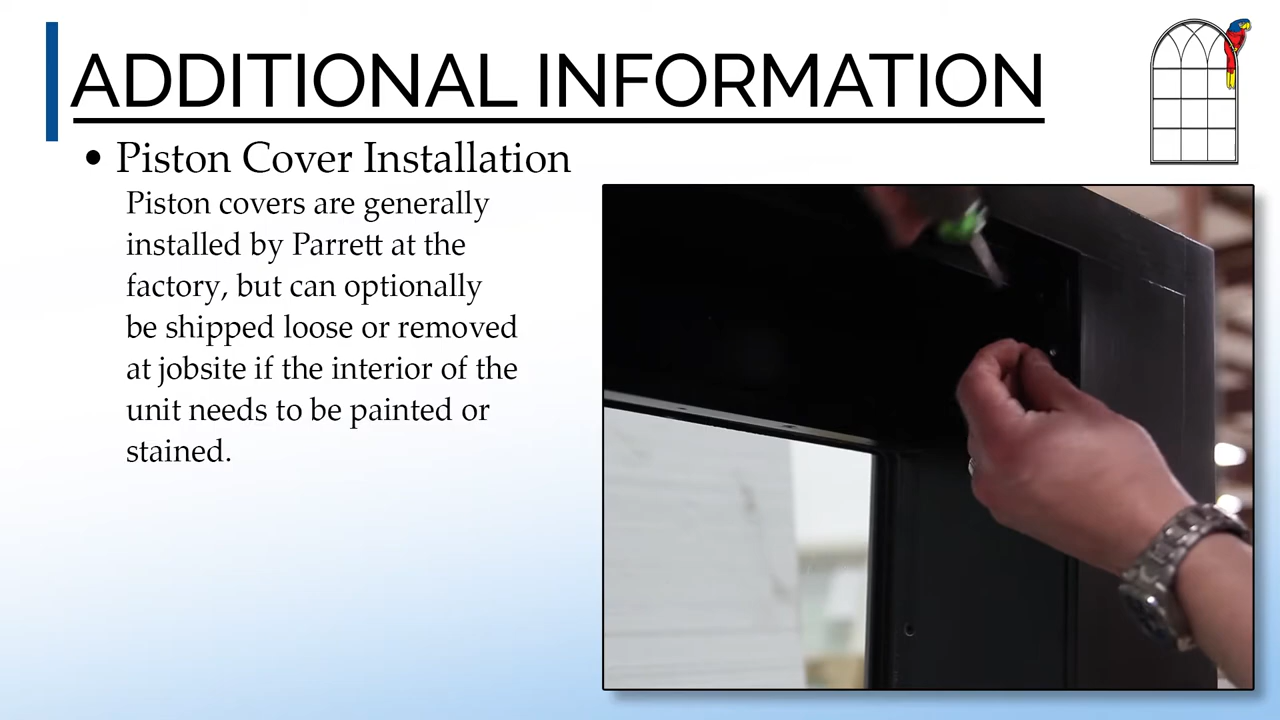 ADDITIONAL INFORMATION
• Piston Cover Installation
Piston covers are generally
installed by Parrett at the
factory, but can optionally
be shipped loose or removed
at jobsite if the interior of the
unit needs to be painted or
stained.